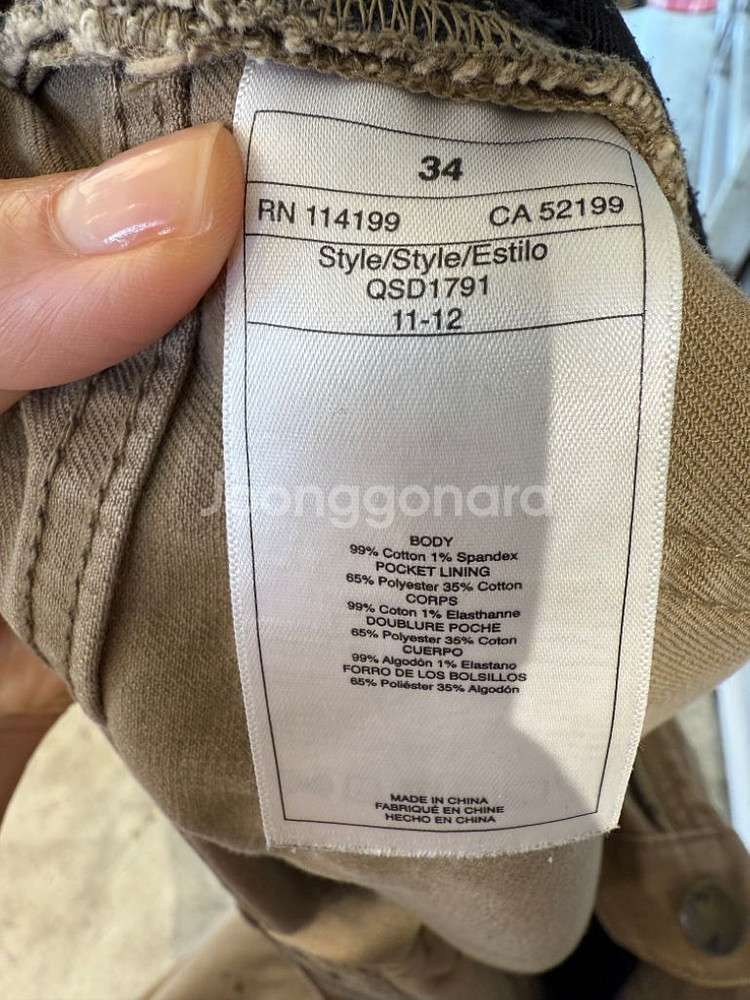 34
RN 114199 CA 52199
Style/Style/Estilo
QSD1791
11-12
Joonggonara
BODY
99% Cotton 1% Spandex
POCKET LINING
65% Polyester 35% Cotton
CORPS
99% Coton 1% Elasthanne
DOUBLURE POCHE
65% Polyester 35% Coton
CUERPO
99% Algodón 1% Elastano
FORRO DE LOS BOLSILLOS
65% Poliéster 35% Algodón
MADE IN CHINA
FABRIQUÉ EN CHINE
HECHO EN CHINA